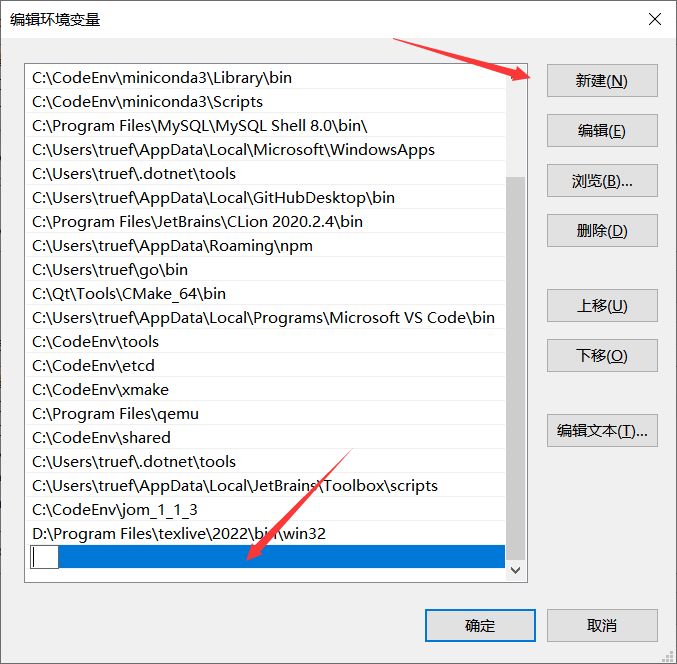 编辑环境变量
C:\CodeEnv\miniconda3\Library\bin
C:\CodeEnv\miniconda3\Scripts
C:\Program Files\MySQL\MySQL Shell 8.0\bin\
C:\Users\truef\AppData\Local\Microsoft\WindowsApps
C:\Users\truef\.dotnet\tools
C:\Users\truef\AppData\Local\GitHubDesktop\bin
C:\Program Files\JetBrains\CLion 2020.2.4\bin
C:\Users\truef\AppData\Roaming\npm
C:\Users\truef\go\bin
C:\Qt\Tools\CMake_64\bin
C:\Users\truef\AppData\Local\Programs\Microsoft VS Code\bin
C:\CodeEnv\tools
C:\CodeEnv\etcd
C:\CodeEnv\xmake
C:\Program Files\qemu
C:\CodeEnv\shared
C:\Users\truef\.dotnet\tools
C:\Users\truef\AppData\Local\JetBrains\Toolbox\scripts
C:\CodeEnv\jom_1_1_3
D:\Program Files\texlive\2022\bin\win32
新建(N)
编辑(E)
浏览(B)...
删除(D)
上移(U)
下移(O)
编辑文本(T)...
确定
取消